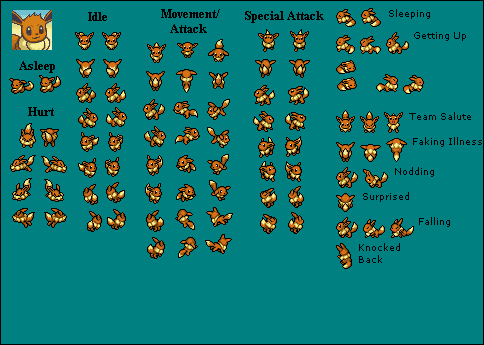 Idle
Movement/
Attack
Special Attack
Sleeping
Getting Up
Asleep
Hurt
Team Salute
Faking Illness
Nodding
Surprised
Falling
Knocked
Back